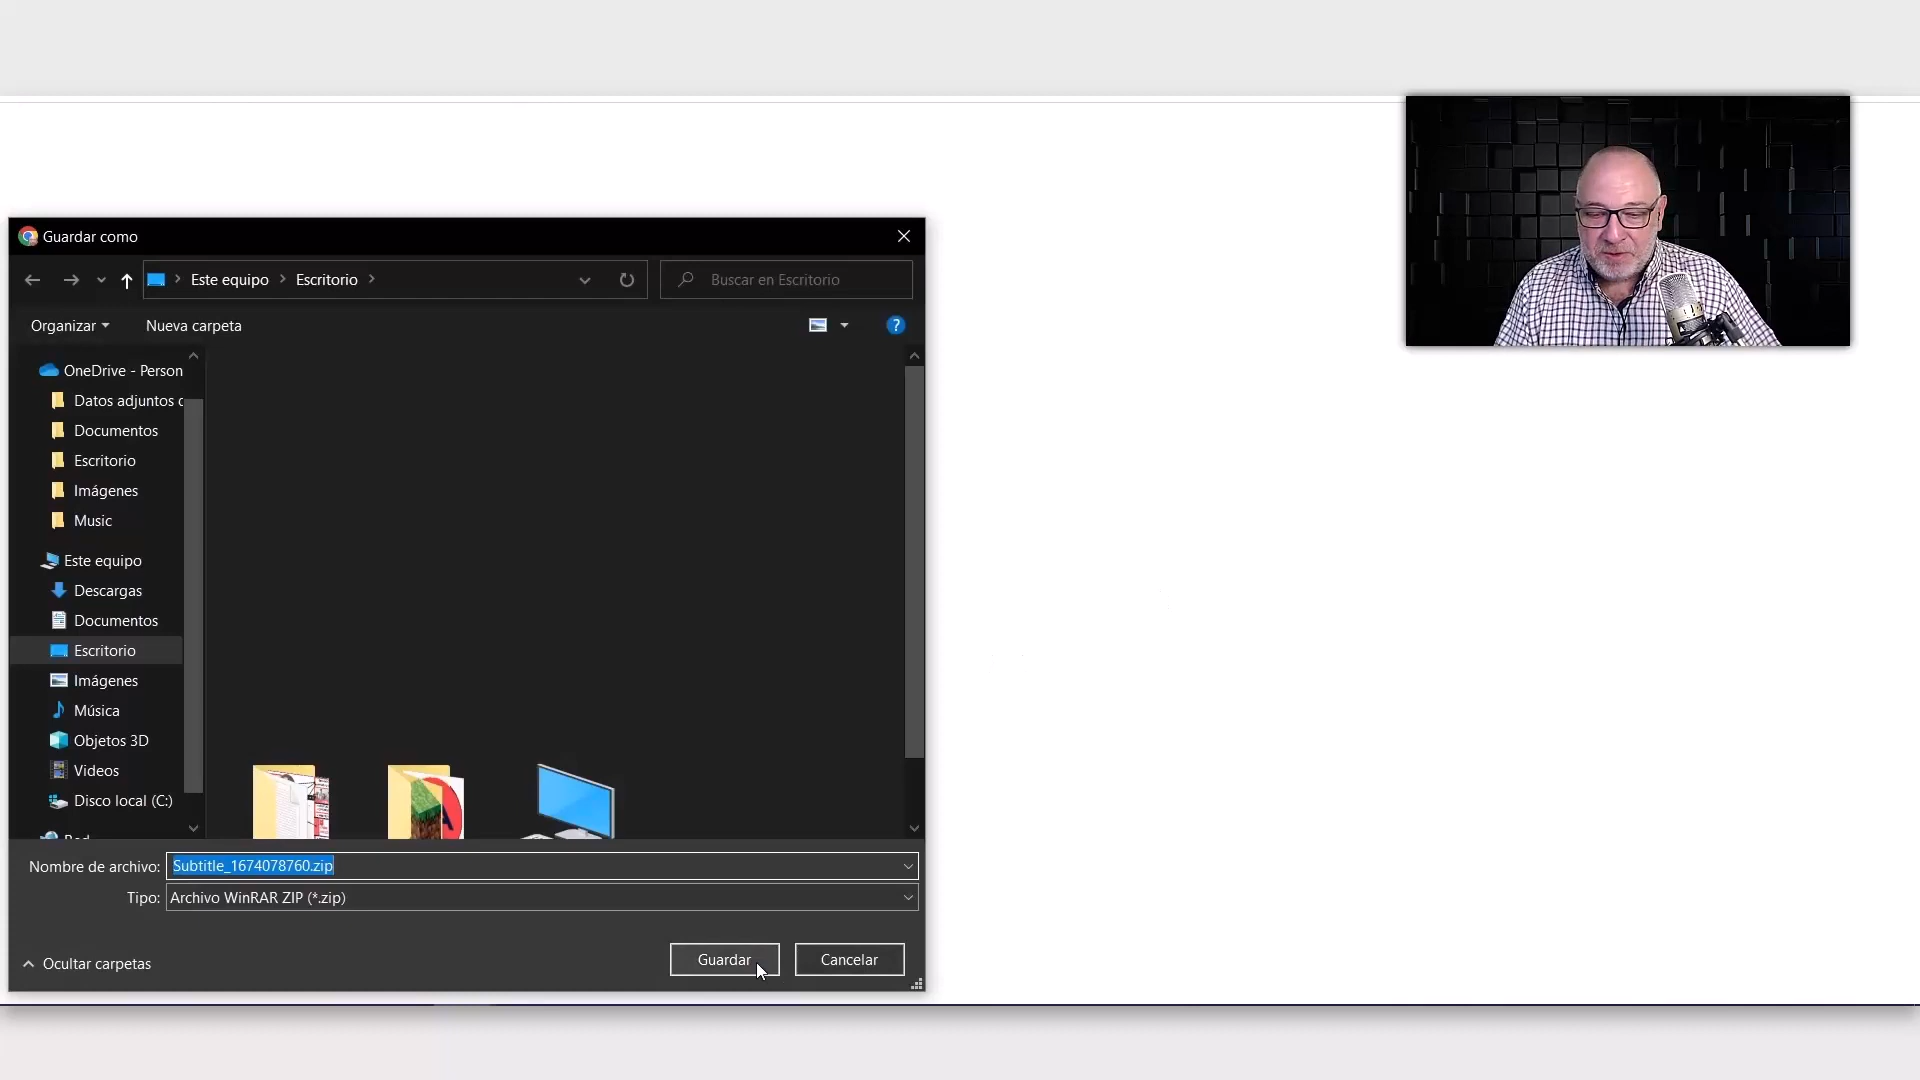 Guardar como
Este equipo
Escritorio
Buscar en Escritorio
Organizar
Nueva carpeta
OneDrive - Person
Datos adjuntos
Documentos
Escritorio
Imágenes
Music
Este equipo
Descargas
Documentos
Escritorio
Imágenes
Música
Objetos 3D
Videos
Disco local (C:)
Nombre de archivo: Subtitle_1674078760.zip
Tipo: Archivo WinRAR ZIP (*.zip)
Ocultar carpetas
Guardar
Cancelar